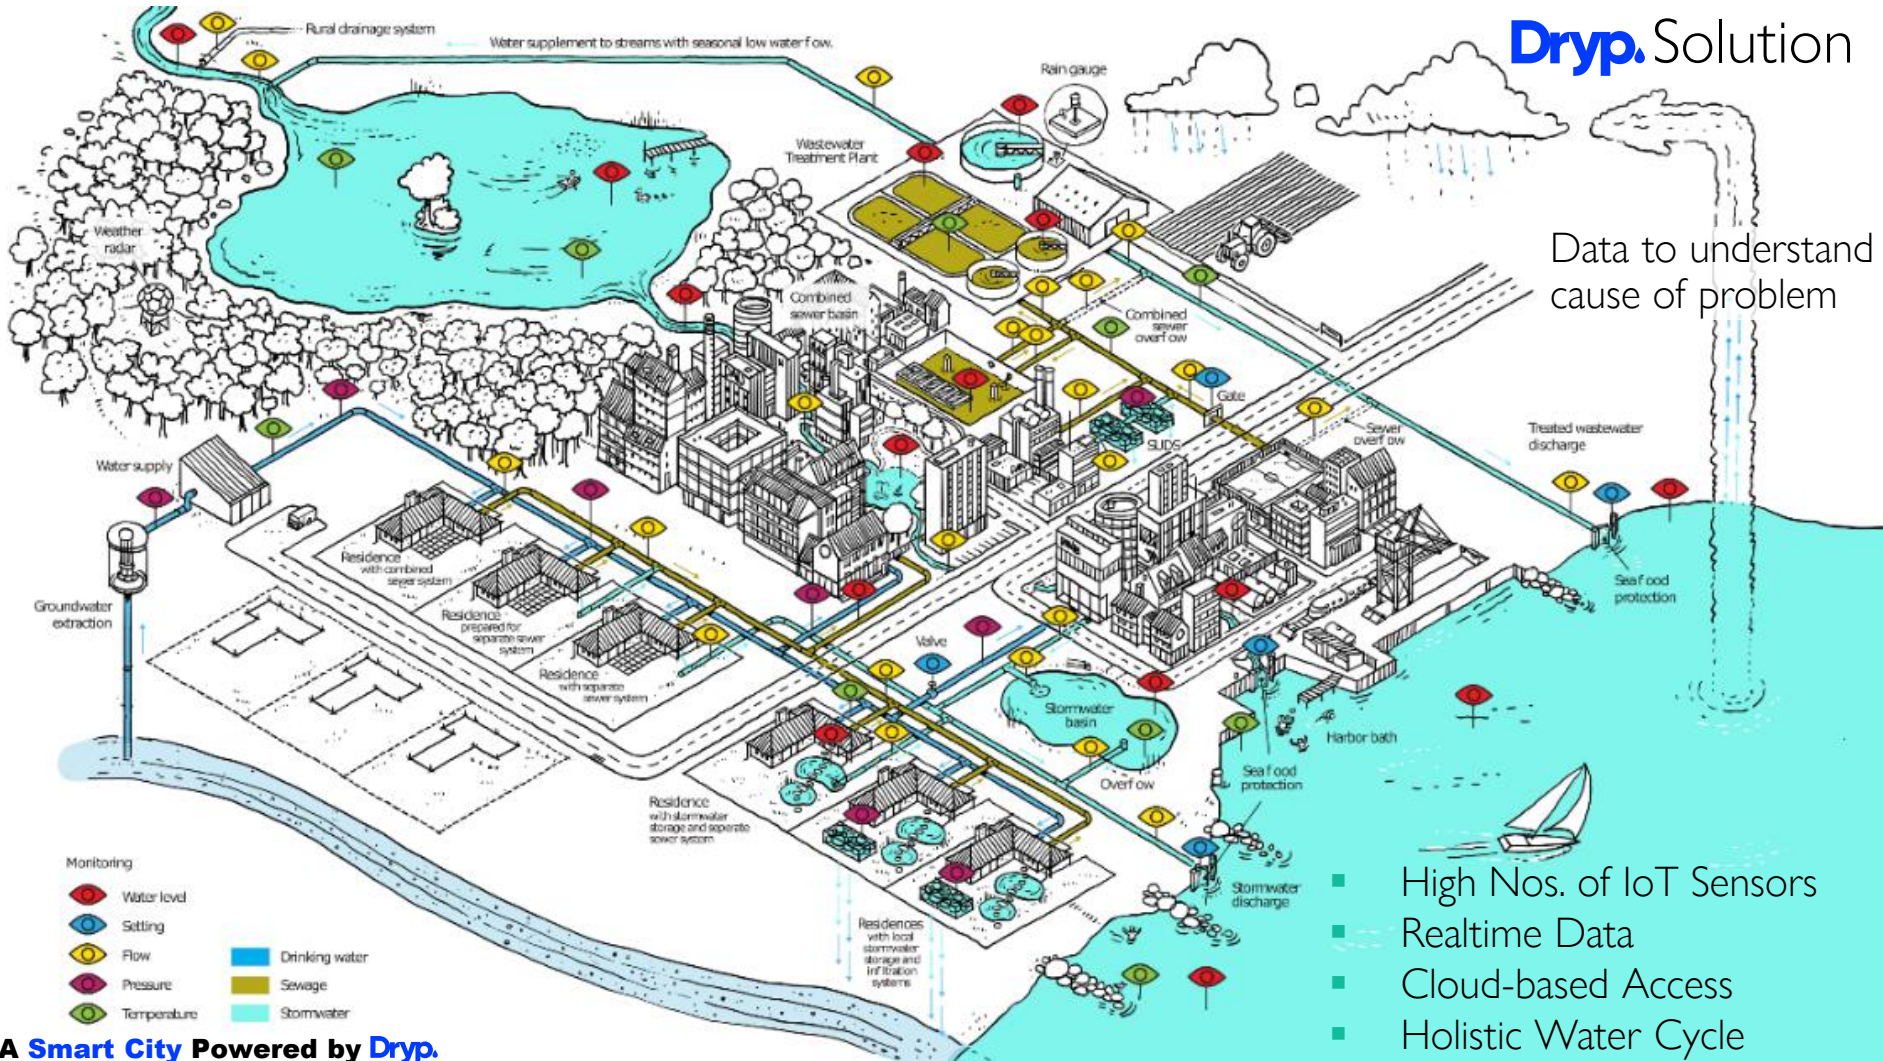 Dryp. Solution
Rural drainage system
Water supplement to streams with seasonal low water flow.
Rain gauge
Wastewater
Treatment Plant
Weather
radar
Data to understand
cause of problem
Combined
sewer basin
Combined
sewer
overf ow
Gate
Sewer
overf ow
SUDS
Treated wastewater
discharge
Water supply
Residence
with combined
sewer system
Residence
prepared for
separate sewer
system
Residence
with separate
sewer system
Groundwater
extraction
Sea f ood
protection
Valve
Stormwater
basin
Harbor bath
Overf ow
Sea f ood
protection
Residence
with stormwater
storage and seperate
sewer system
Stormwater
discharge
Residences
with local
stormwater
storage and
inf ltration
systems
Monitoring
Water level
Setting
Flow
Pressure
Temperature
Drinking water
Sewage
Stormwater
▪ High Nos. of IoT Sensors
▪ Realtime Data
▪ Cloud-based Access
▪ Holistic Water Cycle
A Smart City Powered by Dryp.